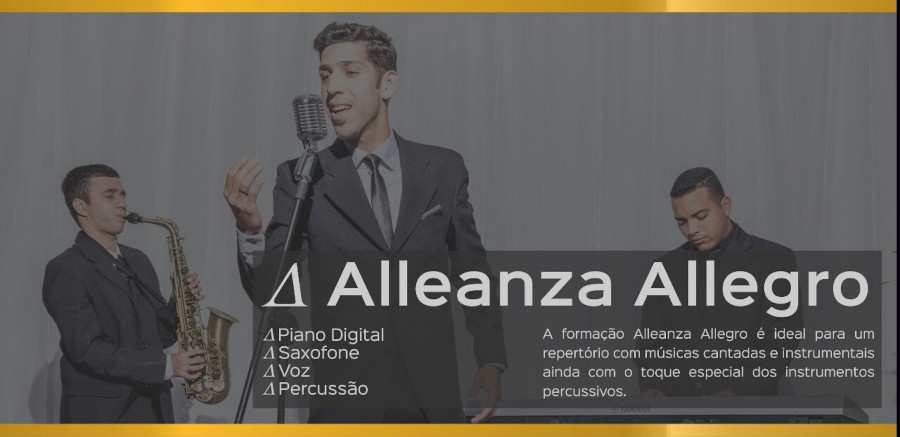 Δ Alleanza Allegro
Δ Piano Digital
Δ Saxofone
Δ Voz
Δ Percussão
A formação Alleanza Allegro é ideal para um
repertório com músicas cantadas e instrumentais
ainda com o toque especial dos instrumentos
percussivos.
YAMAHA